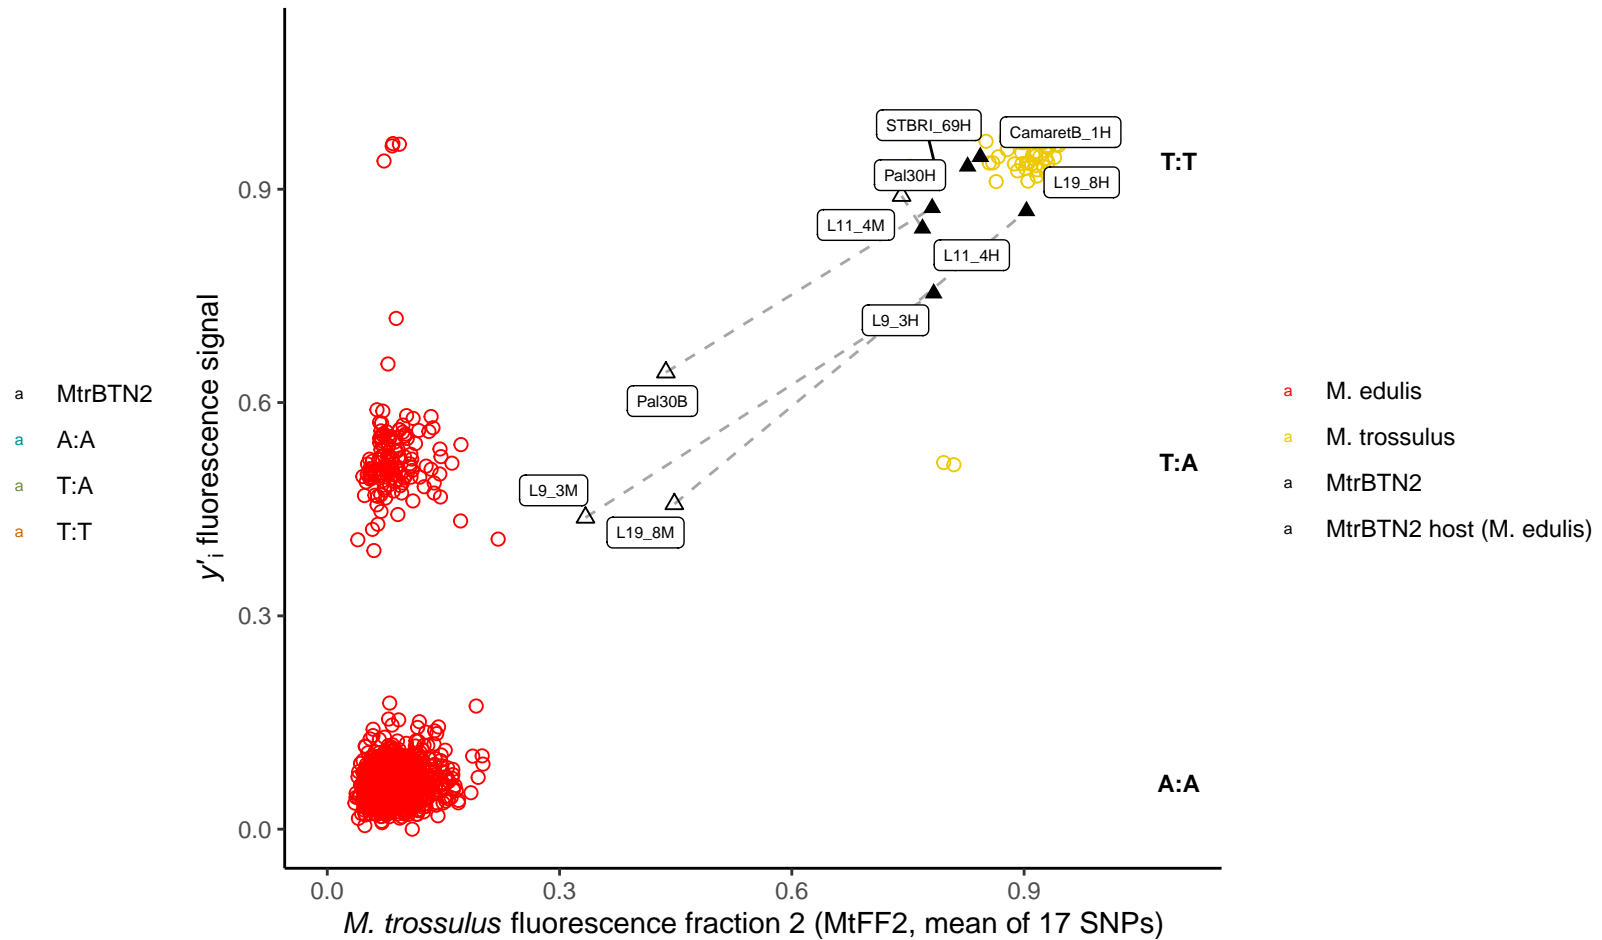 STBRI_69H
CamaretB_1H
T:T
Pal30H
L19_8H
0.9
L11_4M
L11_4H
L9_3H
y'i fluorescence signal
a MtrBTN2
a A:A
a T:A
a T:T
0.6
Pal30B
a M. edulis
a M. trossulus
a MtrBTN2
a MtrBTN2 host (M. edulis)
T:A
L9_3M
L19_8M
0.3
A:A
0.0
0.0 0.3 0.6 0.9
M. trossulus fluorescence fraction 2 (MtFF2, mean of 17 SNPs)